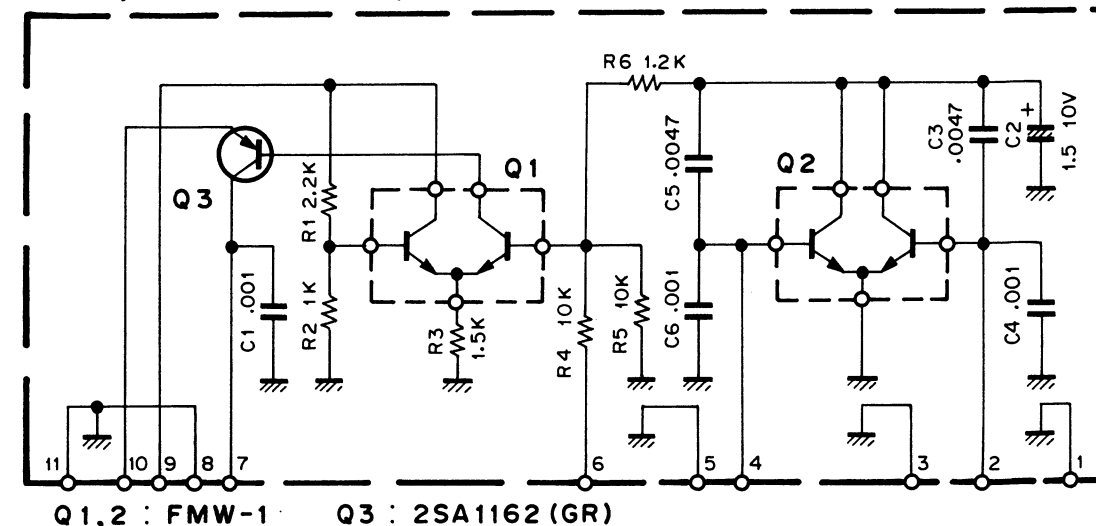 R6 1.2K
Q3
R1 2.2K
Q1
C5 .0047
Q2
C3 .0047
C2 +
1.5 10V
C1 .001
R2 1K
R3 1.5K
R4 10K
R5 10K
C6 .001
C4 .001
11 10 9 8 7 6 5 4 3 2 1
Q1,2 : FMW-1 Q3 : 2SA1162 (GR)